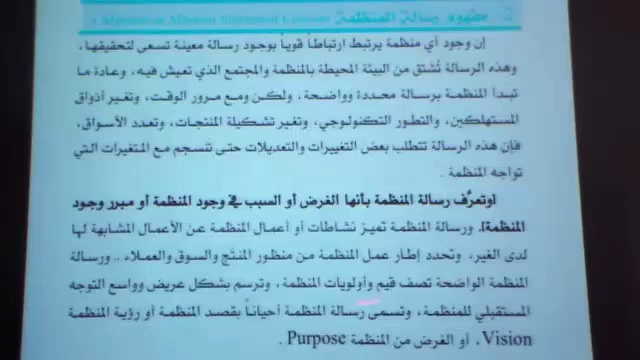 2. مفهوم رسالة المنظمة Mission Statement Concept
إن وجود أي منظمة يرتبط ارتباطاً قوياً بوجود رسالة معينة تسعى لتحقيقها،
وهذه الرسالة تُشتق من البيئة المحيطة بالمنظمة والمجتمع الذي تعيش فيه، وعادة ما
تبدأ المنظمة برسالة محددة وواضحة، ولكن ومع مرور الوقت، وتغير أذواق
المستهلكين، والتطور التكنولوجي، وتغير تشكيلة المنتجات، وتعدد الأسواق،
فإن هذه الرسالة تتطلب بعض التغييرات والتعديلات حتى تنسجم مع المتغيرات التي
تواجه المنظمة .
(وتعرَّف رسالة المنظمة بأنها الغرض أو السبب في وجود المنظمة أو مبرر وجود
المنظمة). ورسالة المنظمة تميز نشاطات أو أعمال المنظمة عن الأعمال المشابهة لها
لدى الغير، وتحدد إطار عمل المنظمة من منظور المنتج والسوق والعملاء .. ورسالة
المنظمة الواضحة تصف قيم وأولويات المنظمة، وترسم بشكل عريض وواسع التوجه
المستقبلي للمنظمة، وتسمى رسالة المنظمة أحياناً بقصد المنظمة أو رؤية المنظمة
Vision، أو الغرض من المنظمة Purpose .